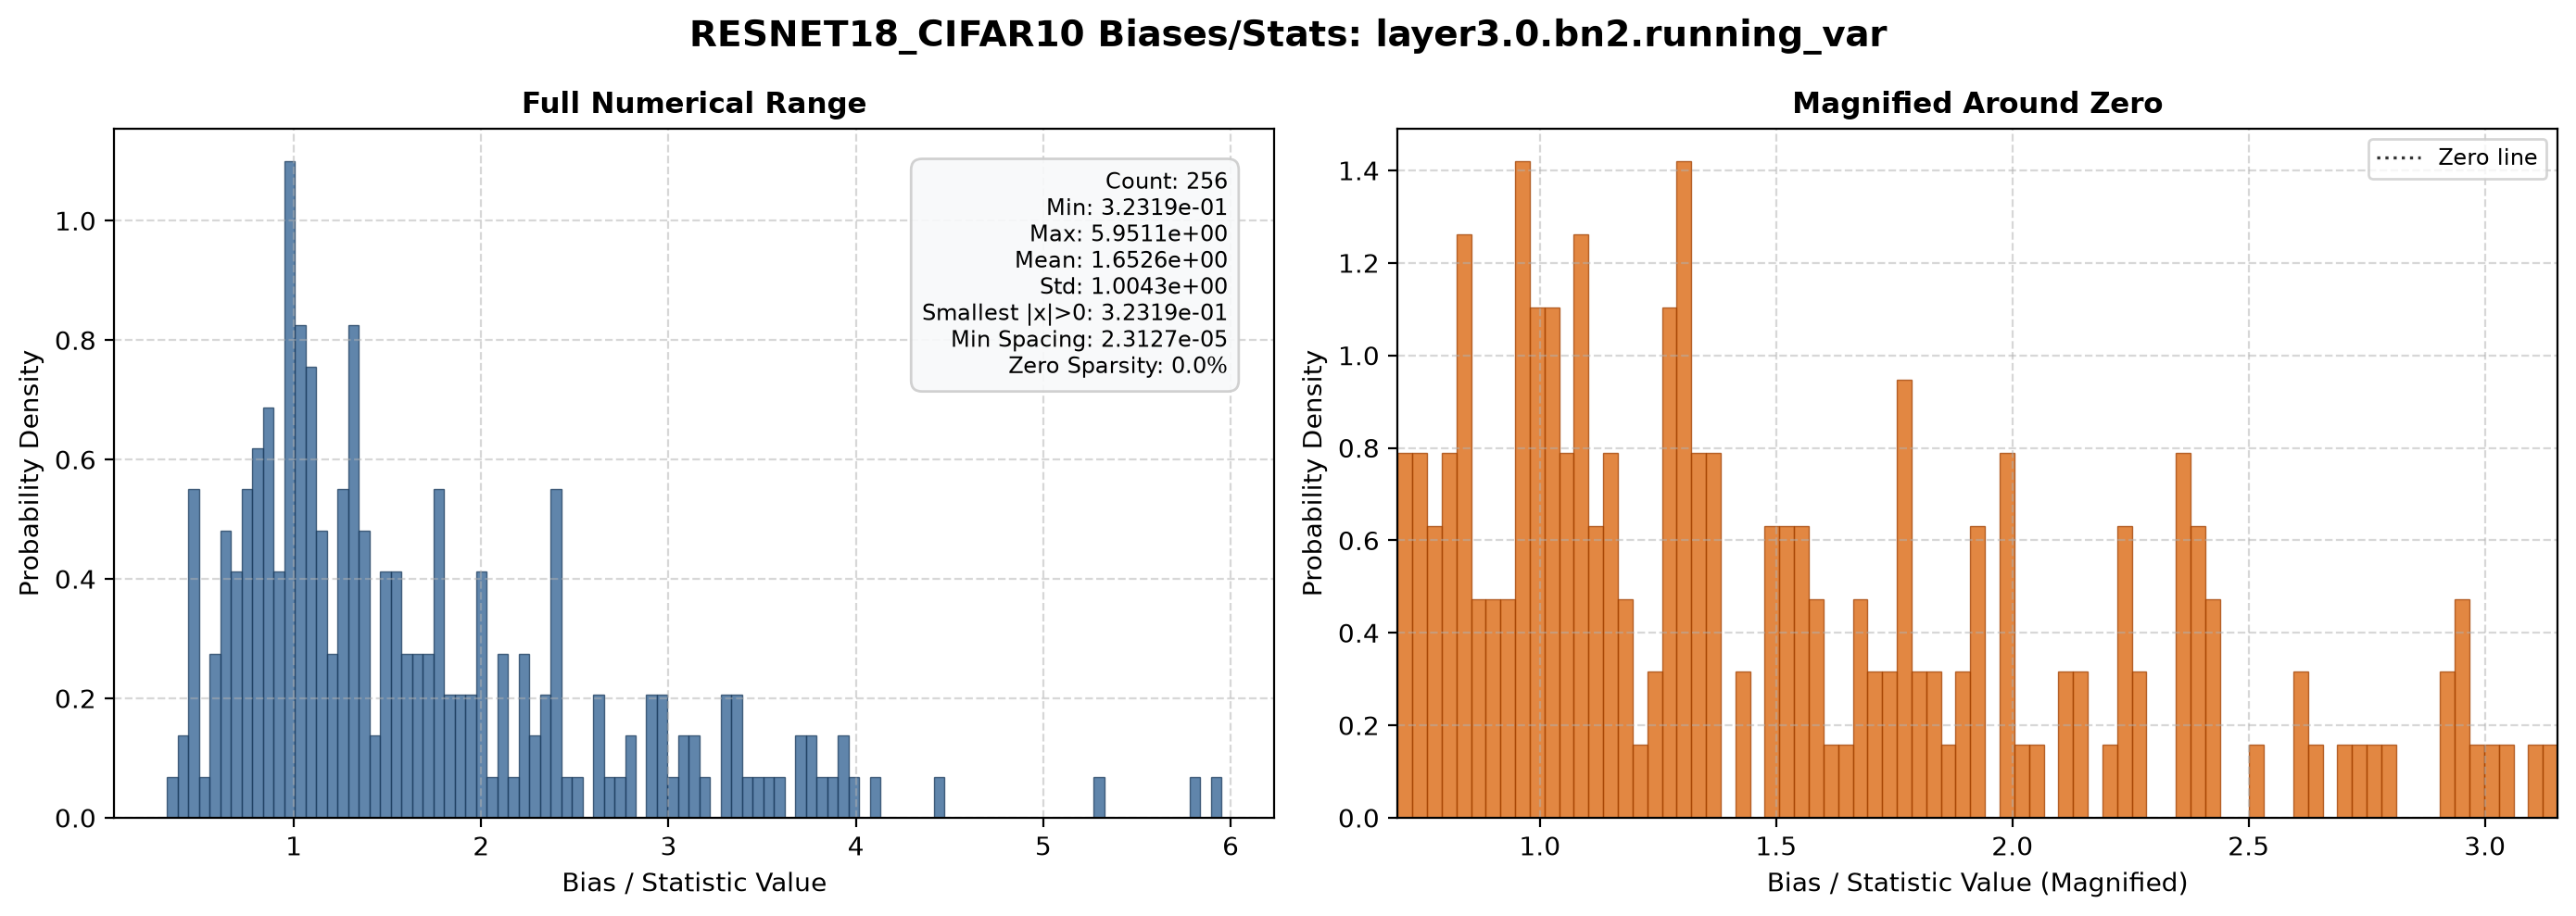 RESNET18_CIFAR10 Biases/Stats: layer3.0.bn2.running_var
Full Numerical Range
Probability Density
1.0
0.8
0.6
0.4
0.2
0.0
Count: 256
Min: 3.2319e-01
Max: 5.9511e+00
Mean: 1.6526e+00
Std: 1.0043e+00
Smallest |x|>0: 3.2319e-01
Min Spacing: 2.3127e-05
Zero Sparsity: 0.0%
1 2 3 4 5 6
Bias / Statistic Value
Magnified Around Zero
Probability Density
1.4
1.2
1.0
0.8
0.6
0.4
0.2
0.0
Zero line
1.0 1.5 2.0 2.5 3.0
Bias / Statistic Value (Magnified)